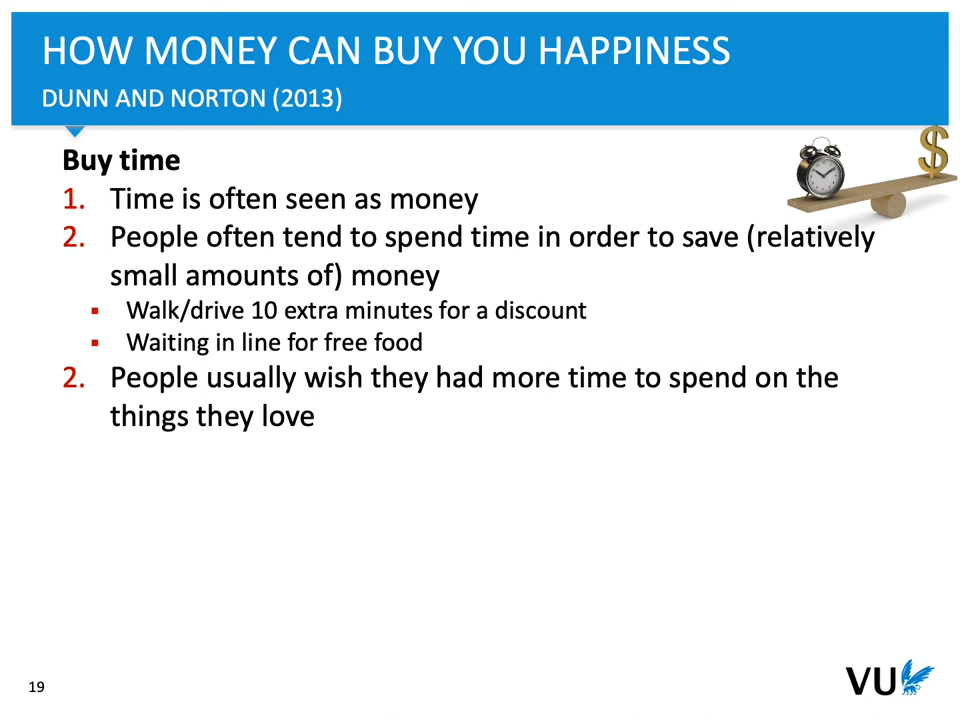 HOW MONEY CAN BUY YOU HAPPINESS
DUNN AND NORTON (2013)
$
Buy time
1. Time is often seen as money
2. People often tend to spend time in order to save (relatively
small amounts of) money
▪ Walk/drive 10 extra minutes for a discount
▪ Waiting in line for free food
2. People usually wish they had more time to spend on the
things they love
19
VU